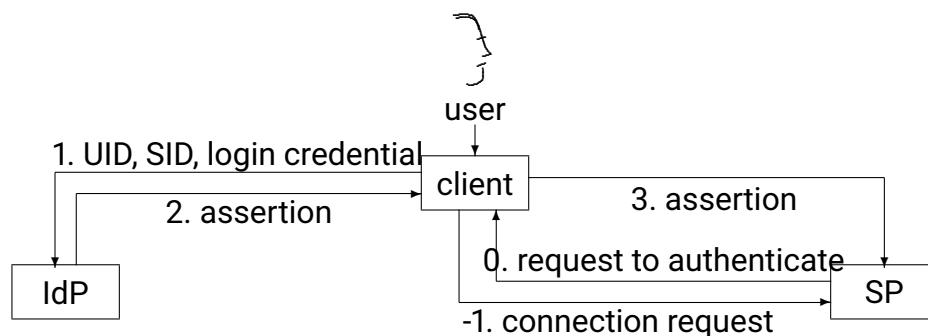 user
1. UID, SID, login credential
client
2. assertion
3. assertion
0. request to authenticate
IdP
SP
-1. connection request